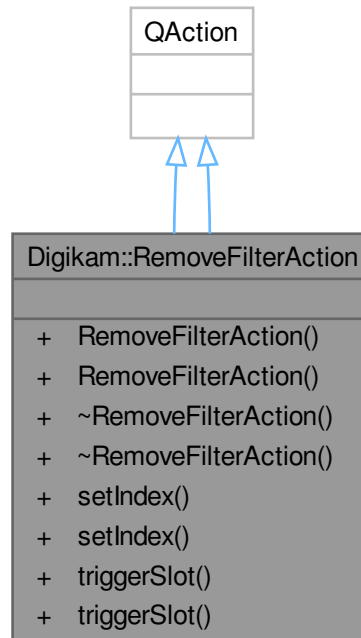 QAction
Digikam::RemoveFilterAction
+ RemoveFilterAction()
+ RemoveFilterAction()
+ ~RemoveFilterAction()
+ ~RemoveFilterAction()
+ setIndex()
+ setIndex()
+ triggerSlot()
+ triggerSlot()